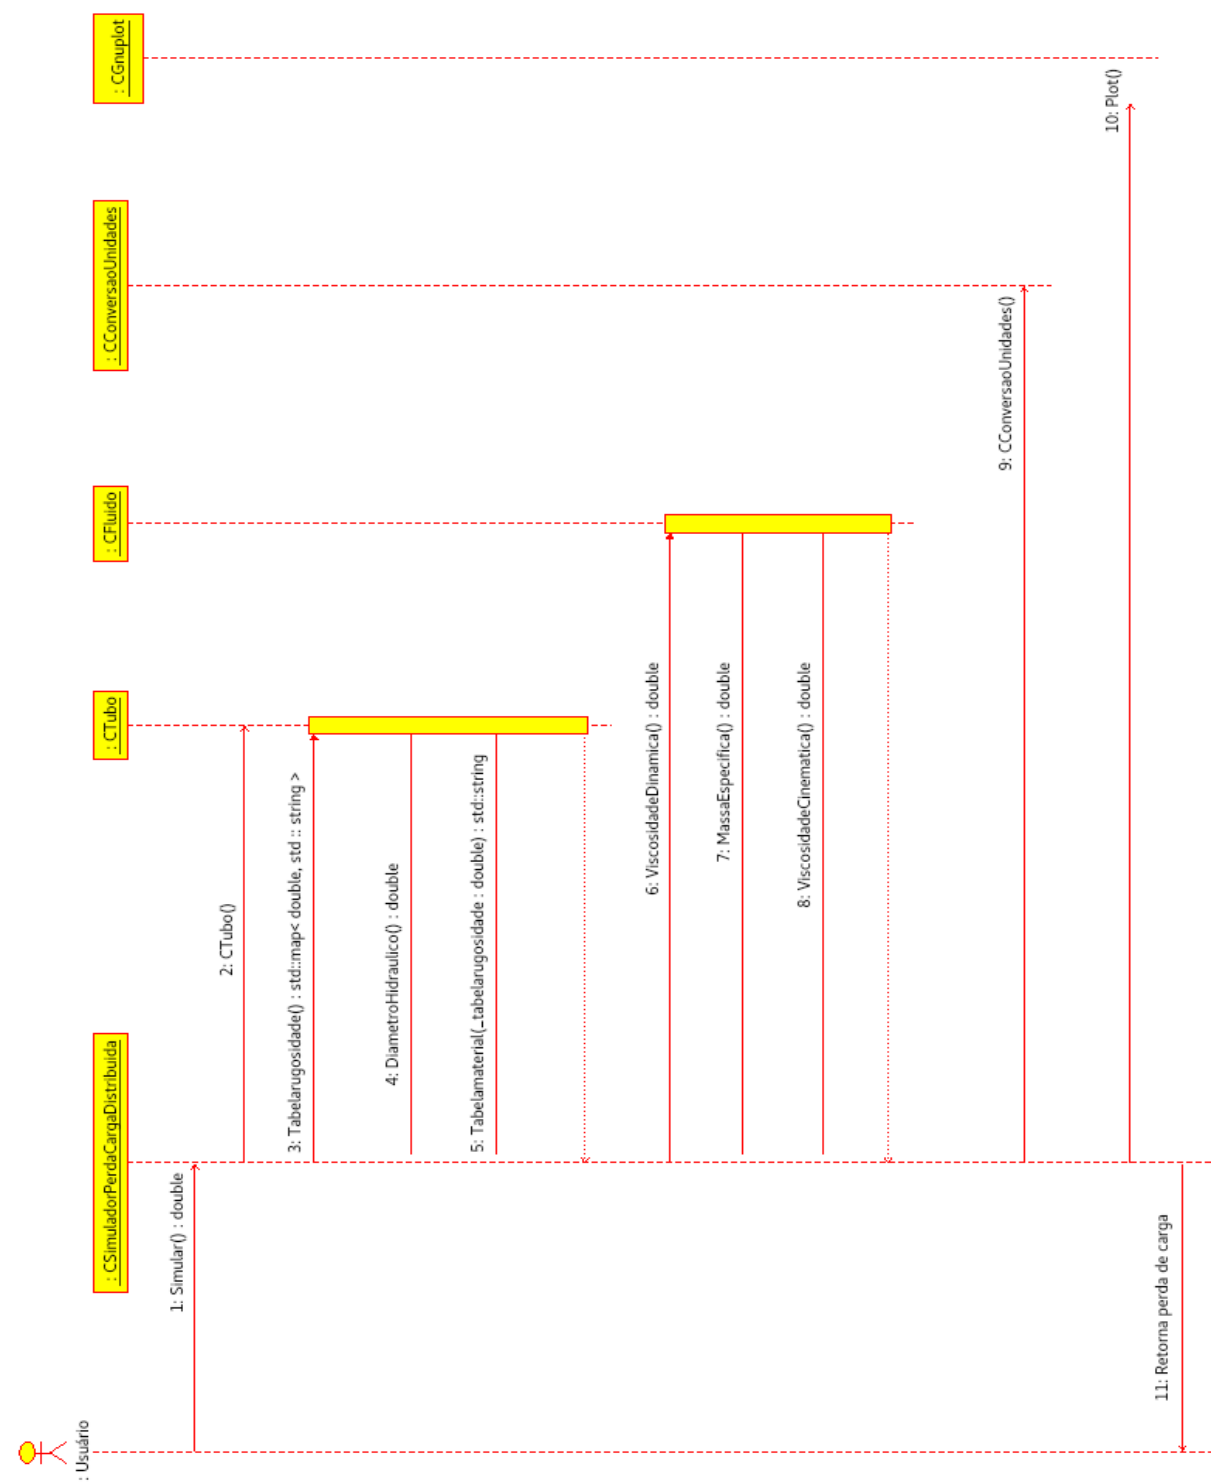 : Usuário
: CSimuladorPerdaCargaDistribuida
: CTubo
: CFluido
: CConversaoUnidades
: CGnuplot
1: Simular() : double
2: CTubo()
3: Tabelarugosidade() : std::map< double, std :: string >
4: DiametroHidraulico() : double
5: Tabelamaterial(_tabelarugosidade : double) : std::string
6: ViscosidadeDinamica() : double
7: MassaEspecifica() : double
8: ViscosidadeCinematica() : double
9: CConversaoUnidades()
10: Plot()
11: Retorna perda de carga